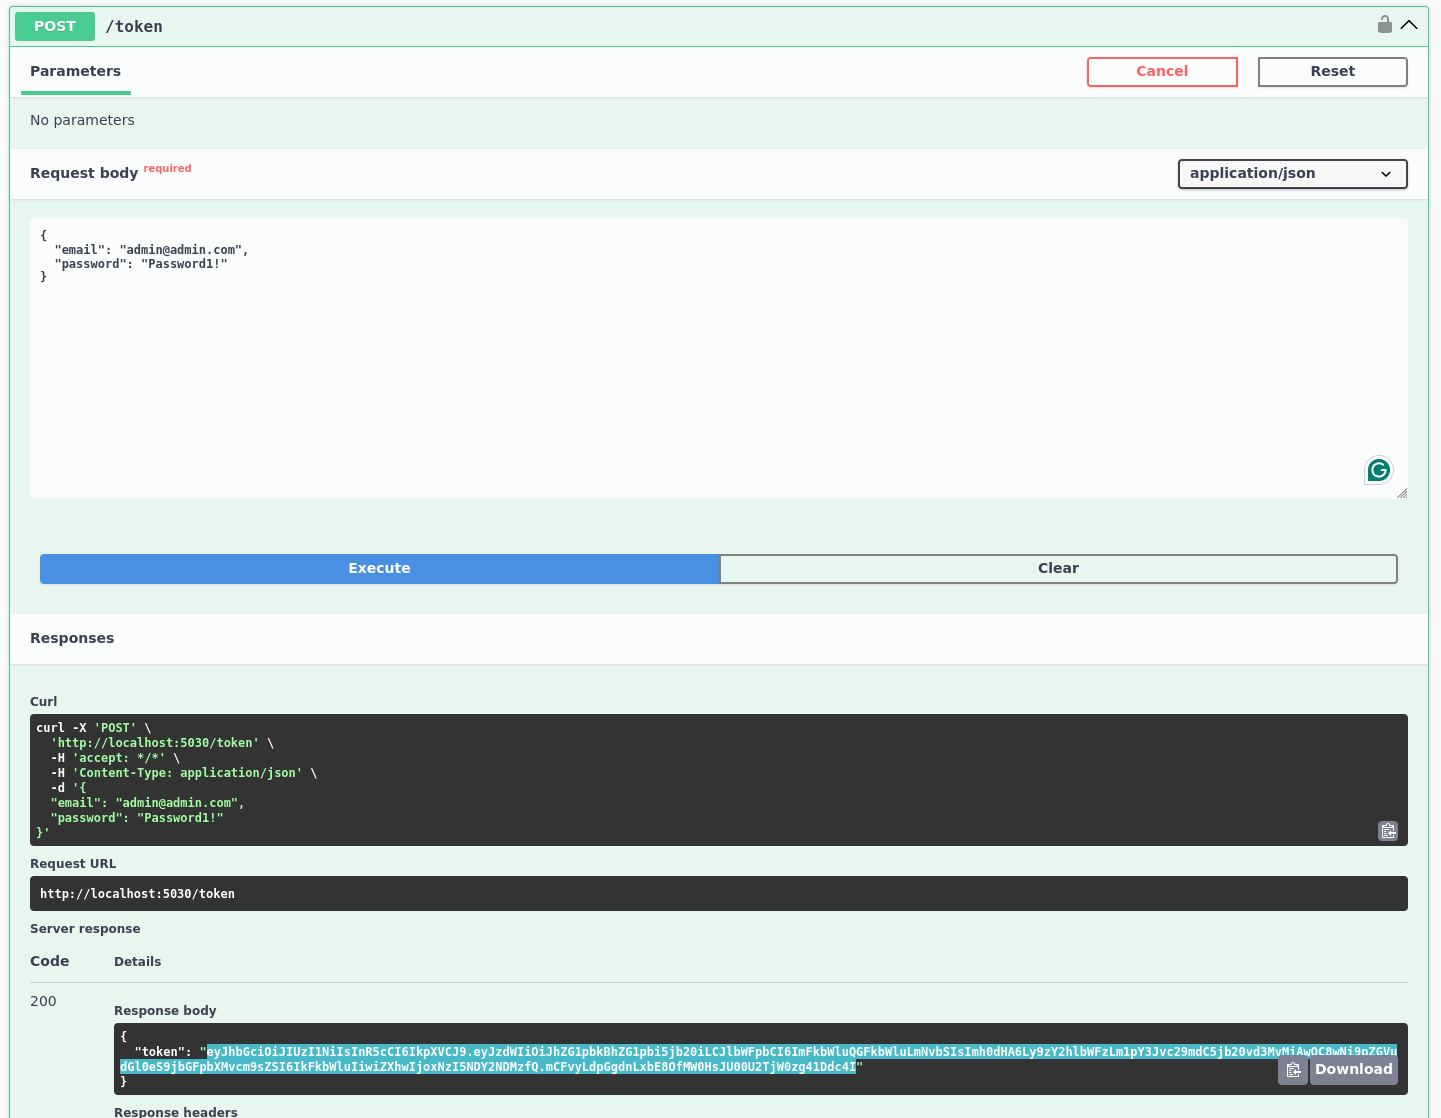 POST /token
Parameters
Cancel
Reset
No parameters
Request body required
application/json
{
  "email": "admin@admin.com",
  "password": "Password1!"
}
Execute
Clear
Responses
Curl
curl -X 'POST' \
  'http://localhost:5030/token' \
  -H 'accept: */*' \
  -H 'Content-Type: application/json' \
  -d '{
  "email": "admin@admin.com",
  "password": "Password1!"
}'
Request URL
http://localhost:5030/token
Server response
Code
Details
200
Response body
{
  "token": "eyJhbGciOiJIUzI1NiIsInR5cCI6IkpXVCJ9.eyJzdWIiOiJhZG1pbkBhZG1pbi5jb20iLCJlbWFpbCI6ImFkbWluQGFkbWluLmNvbSIsImh0dHA6Ly9zY2hlbWFzLm1pY3Jvc29mdC5jb20vd3MvMjAwOC8wNi9pZGVu
dGl0eS9jbGFpbXMvcm9sZSI6IkFkbWluIiwiZXhwIjoxNzI5NDY2NDMzfQ.mCFvyLdpGgdnLxbE8OfMW0HsJU00U2TjW0zg41Ddc4I"
}
Download
Response headers